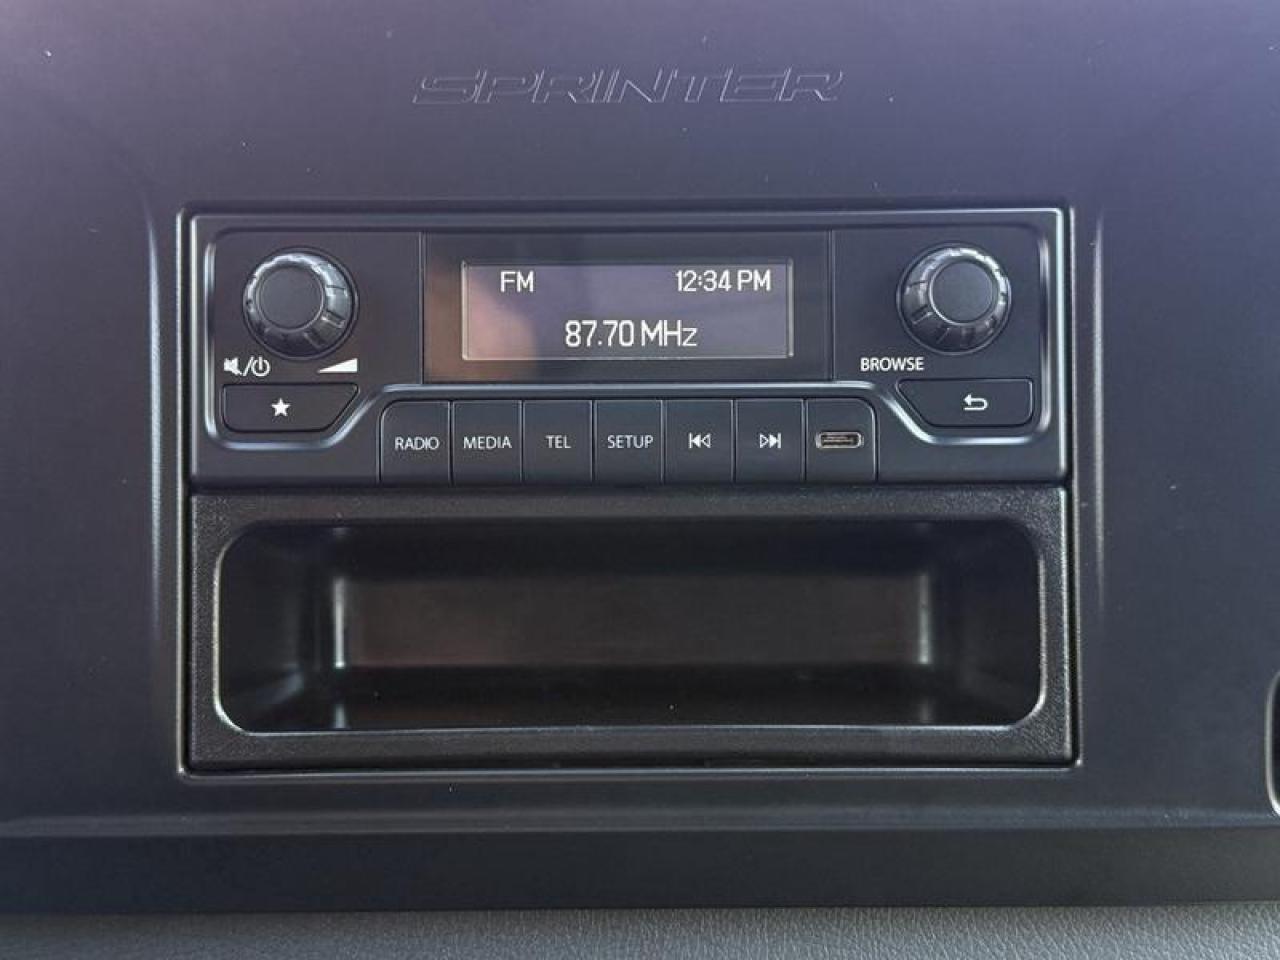 SPRINTER
FM 12:34 PM
87.70 MHz
BROWSE
RADIO MEDIA TEL SETUP